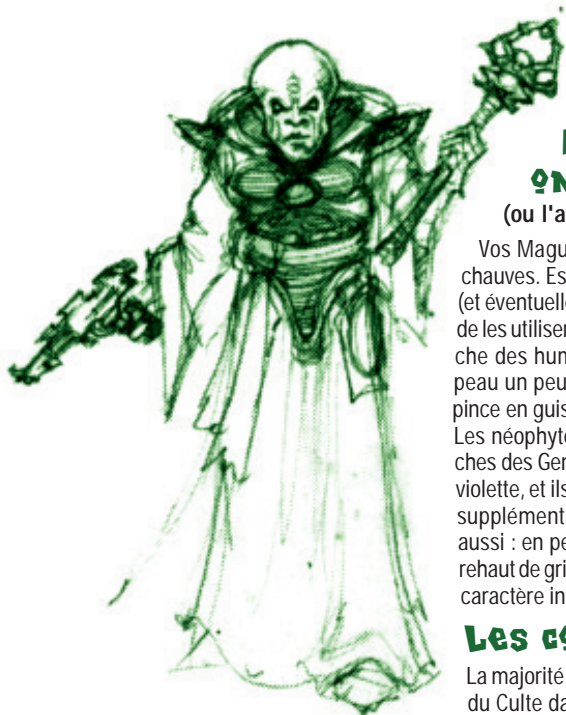 (ou l'a
Vos Magu
chauves. Es
(et éventuelle
de les utiliser
che des hun
peau un peu
pince en guis
Les néophyte
ches des Ger
violette, et ils
supplément
aussi : en pe
rehaut de gri
caractère in
Les co
La majorité
du Culte da